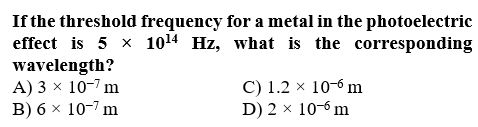 If the threshold frequency for a metal in the photoelectric
effect is 5 × 10¹⁴ Hz, what is the corresponding
wavelength?
A) 3 × 10⁻⁷ m C) 1.2 × 10⁻⁶ m
B) 6 × 10⁻⁷ m D) 2 × 10⁻⁶ m